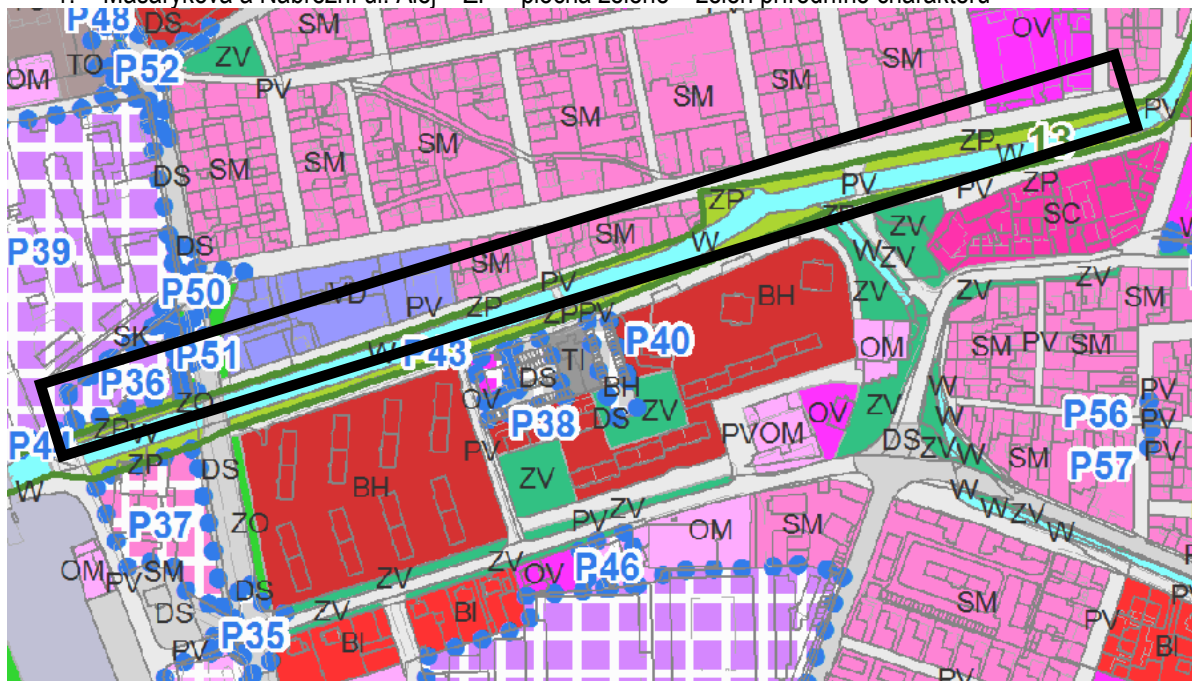 1. Masarykova a Nábřežní ul. Alej – ZP – plocha zeleně – zeleň přírodního charakteru
P48 DS SM OV
TO P52 ZV SM SM
OM PV SM SM
SM PV
SM SM ZP 13
DS W
PV ZP
P39 DS ZP SC
SM W ZV
P50 SM PV W ZV
VD PV ZP BH ZV ZV SM
SK ZP PV SM PV SM
P51 W P43 TI P40 OM
P36 DS BH W PV
ZO OV DS ZV OV ZV P56 PV
P44 ZP W P38 PV OM DS ZV PV
ZP DS PV SM P57
W BH ZV W
P37 ZO PV ZV OM SM W ZV W
OM SM ZV OV P46
PV DS ZV SM PV
DS ZV BI
P35 BI BI
PV PV